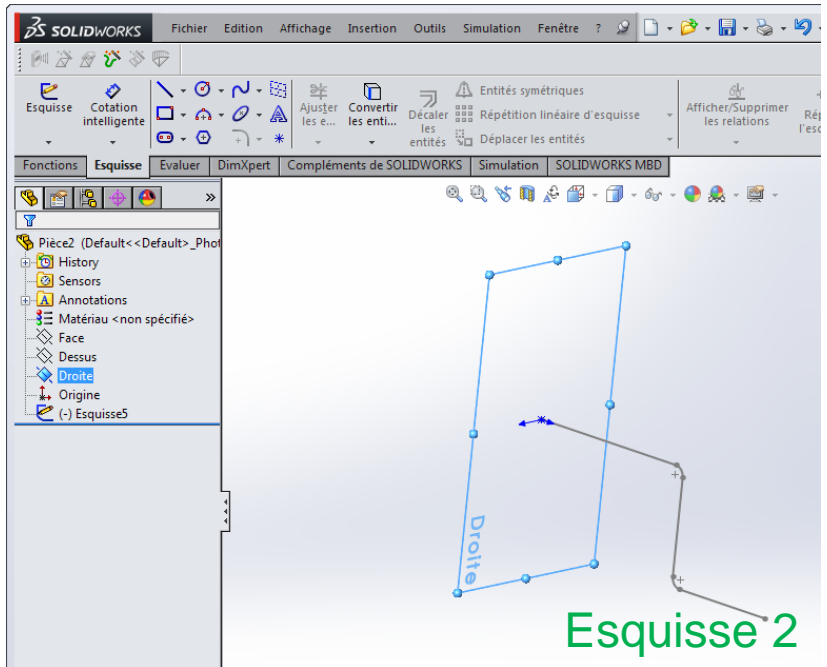 SOLIDWORKS Fichier Edition Affichage Insertion Outils Simulation Fenêtre ?
Esquisse Cotation intelligente Ajuster les e... Convertir les enti... Décaler les entités Entités symétriques
Répétition linéaire d'esquisse
Déplacer les entités
Afficher/Supprimer les relations
Rép
l'esq
Fonctions Esquisse Evaluer DimXpert Compléments de SOLIDWORKS Simulation SOLIDWORKS MBD
»
Pièce2 (Default<<Default>_Phot
History
Sensors
Annotations
Matériau <non spécifié>
Face
Dessus
Droite
Origine
(-) Esquisse5
Droite
Esquisse 2